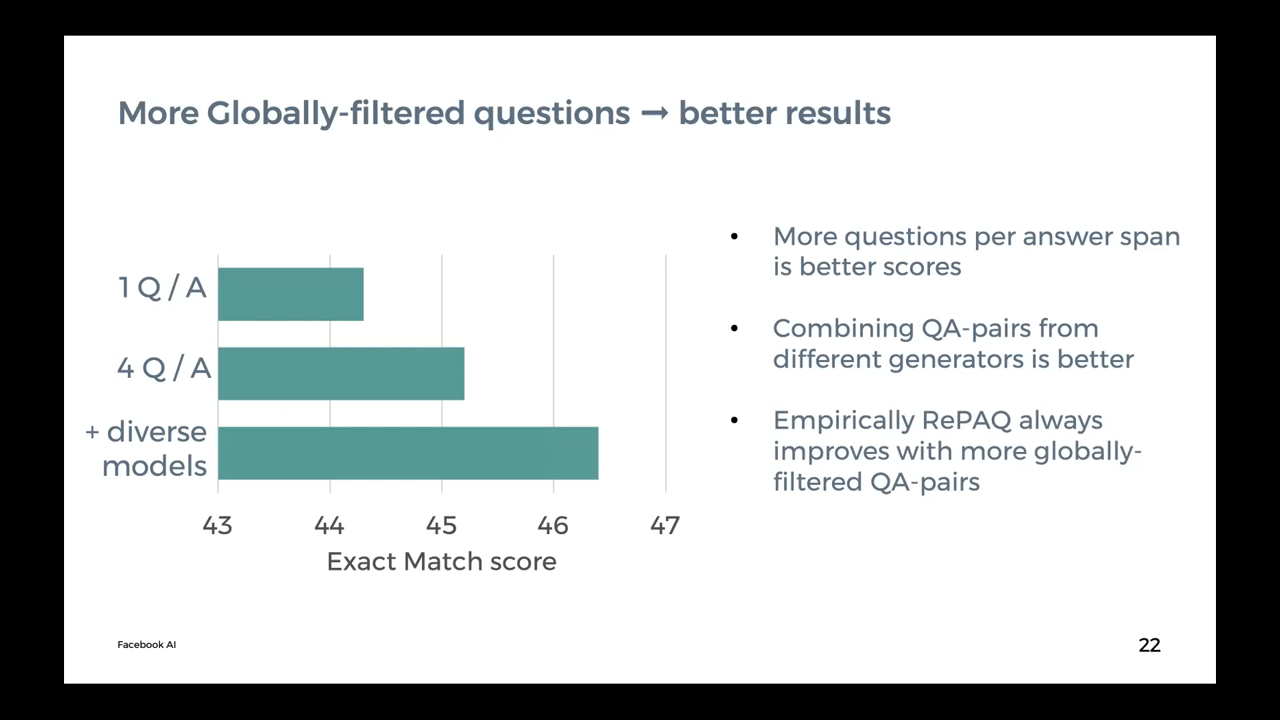 More Globally-filtered questions → better results
1 Q / A
4 Q / A
+ diverse
models
43 44 45 46 47
Exact Match score
• More questions per answer span
is better scores
• Combining QA-pairs from
different generators is better
• Empirically RePAQ always
improves with more globally-
filtered QA-pairs
Facebook AI
22